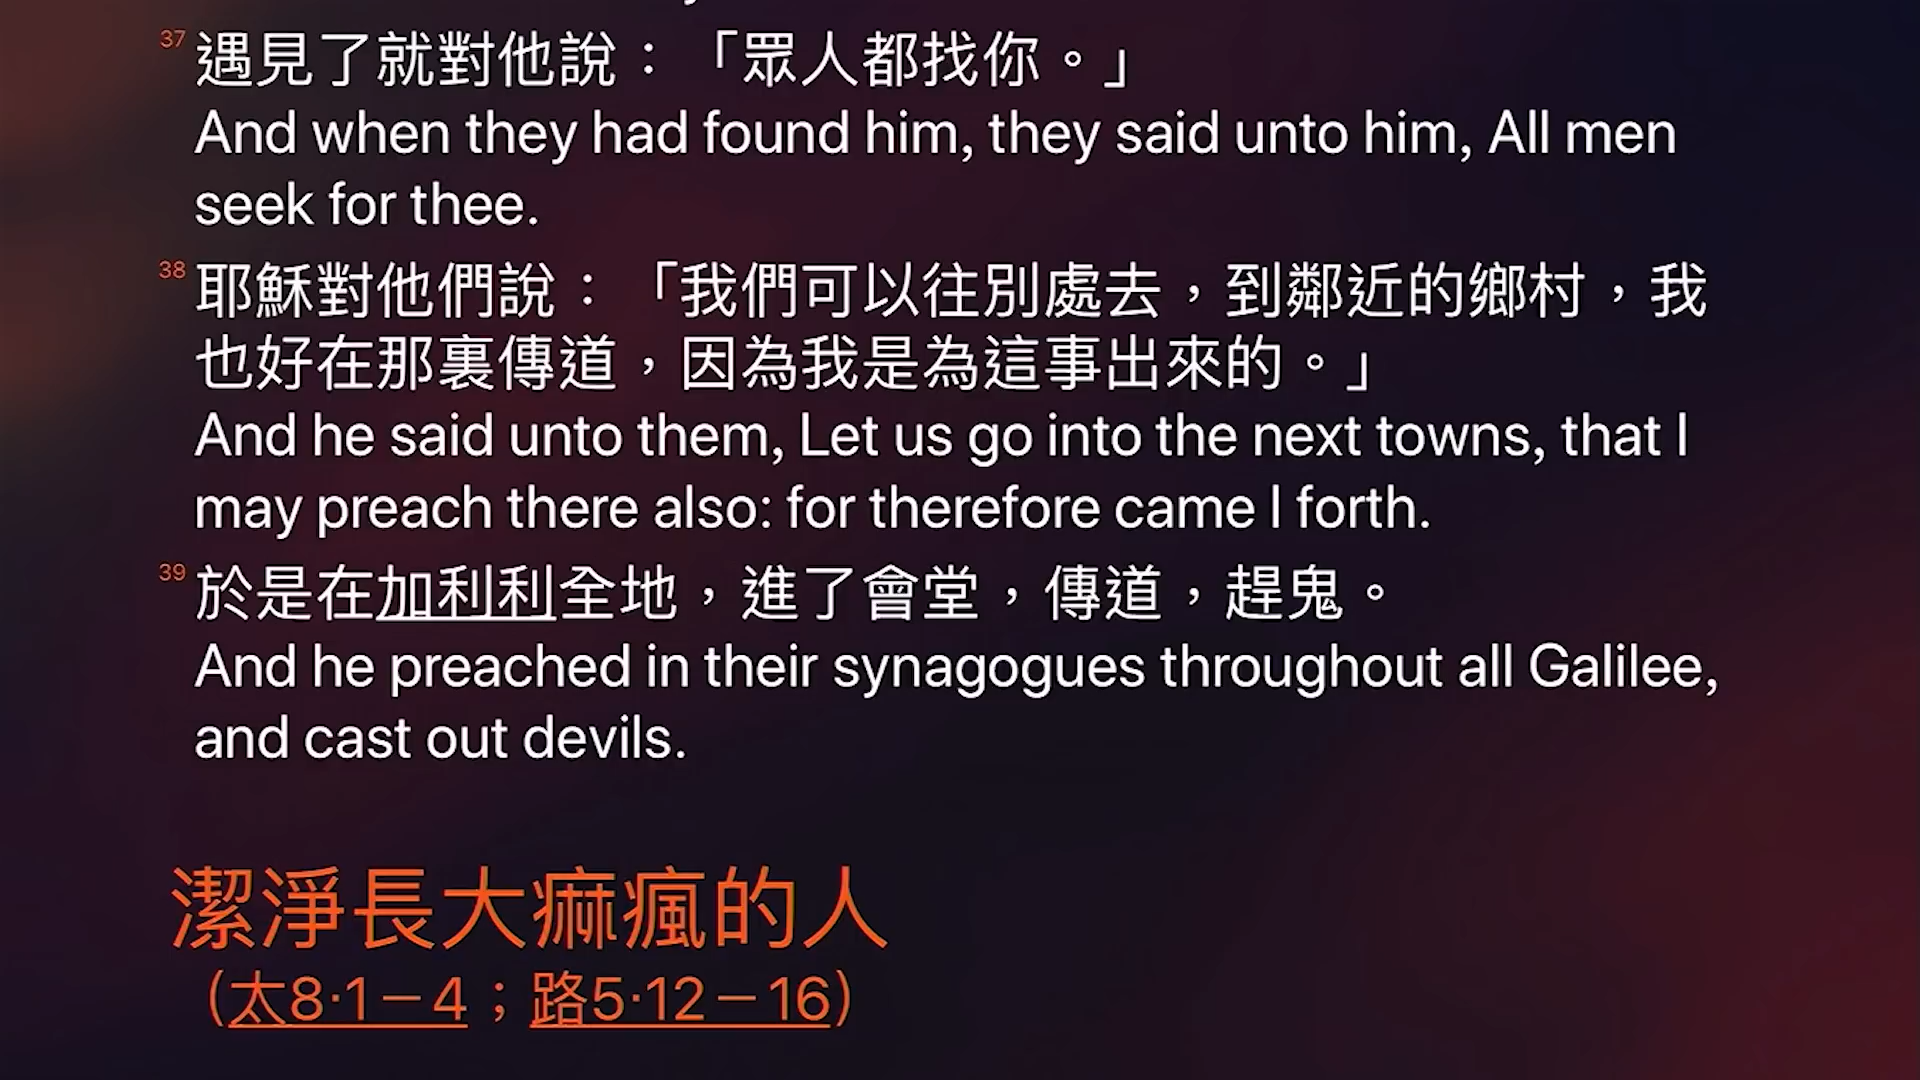 37 遇見了就對他說：「眾人都找你。」
And when they had found him, they said unto him, All men
seek for thee.
38 耶穌對他們說：「我們可以往別處去，到鄰近的鄉村，我
也好在那裏傳道，因為我是為這事出來的。」
And he said unto them, Let us go into the next towns, that I
may preach there also: for therefore came I forth.
39 於是在加利利全地，進了會堂，傳道，趕鬼。
And he preached in their synagogues throughout all Galilee,
and cast out devils.
潔淨長大痲瘋的人
(太8·1－4；路5·12－16)